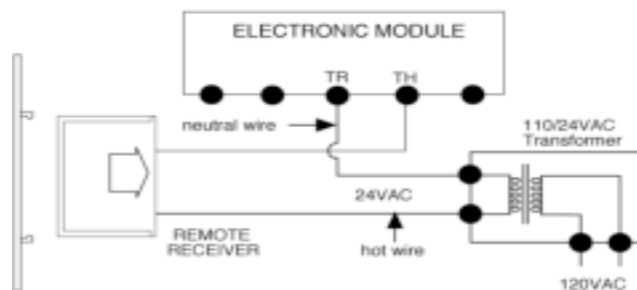 ELECTRONIC MODULE
TR TH
neutral wire
110/24VAC
Transformer
24VAC
REMOTE
RECEIVER
hot wire
120VAC